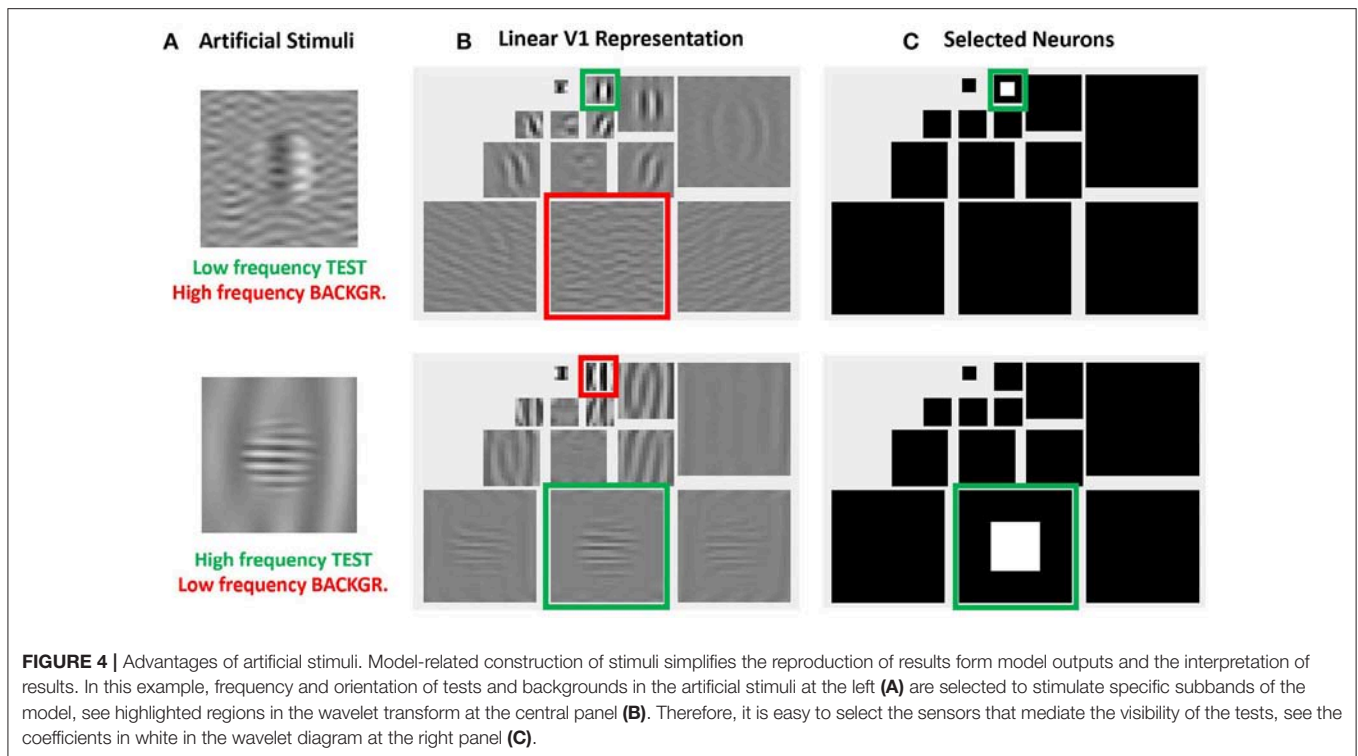 A Artificial Stimuli
B Linear V1 Representation
C Selected Neurons
Low frequency TEST
High frequency BACKGR.
High frequency TEST
Low frequency BACKGR.
FIGURE 4 | Advantages of artificial stimuli. Model-related construction of stimuli simplifies the reproduction of results form model outputs and the interpretation of
results. In this example, frequency and orientation of tests and backgrounds in the artificial stimuli at the left (A) are selected to stimulate specific subbands of the
model, see highlighted regions in the wavelet transform at the central panel (B). Therefore, it is easy to select the sensors that mediate the visibility of the tests, see the
coefficients in white in the wavelet diagram at the right panel (C).